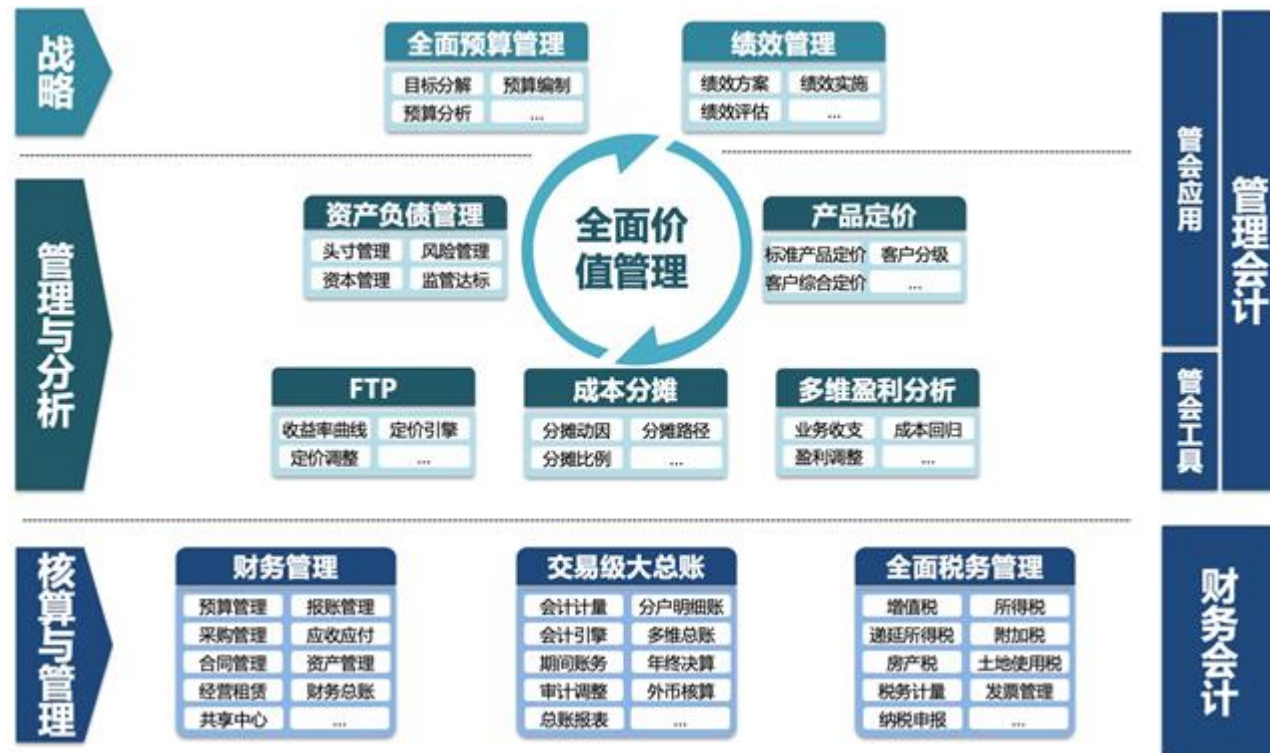 战略
全面预算管理
目标分解 预算编制
预算分析 ...
绩效管理
绩效方案 绩效实施
绩效评估 ...
管理与分析
资产负债管理
头寸管理 风险管理
资本管理 监管达标
全面价
值管理
产品定价
标准产品定价 客户分级
客户综合定价 ...
FTP
收益率曲线 定价引擎
定价调整 ...
成本分摊
分摊动因 分摊路径
分摊比例 ...
多维盈利分析
业务收支 成本回归
盈利调整 ...
管会应用
管会工具
管理会计
核算与管理
财务管理
预算管理 报账管理
采购管理 应收应付
合同管理 资产管理
经营租赁 财务总账
共享中心 ...
交易级大总账
会计计量 分户明细账
会计引擎 多维总账
期间账务 年终决算
审计调整 外币核算
总账报表 ...
全面税务管理
增值税 所得税
递延所得税 附加税
房产税 土地使用税
税务计量 发票管理
纳税申报 ...
财务会计